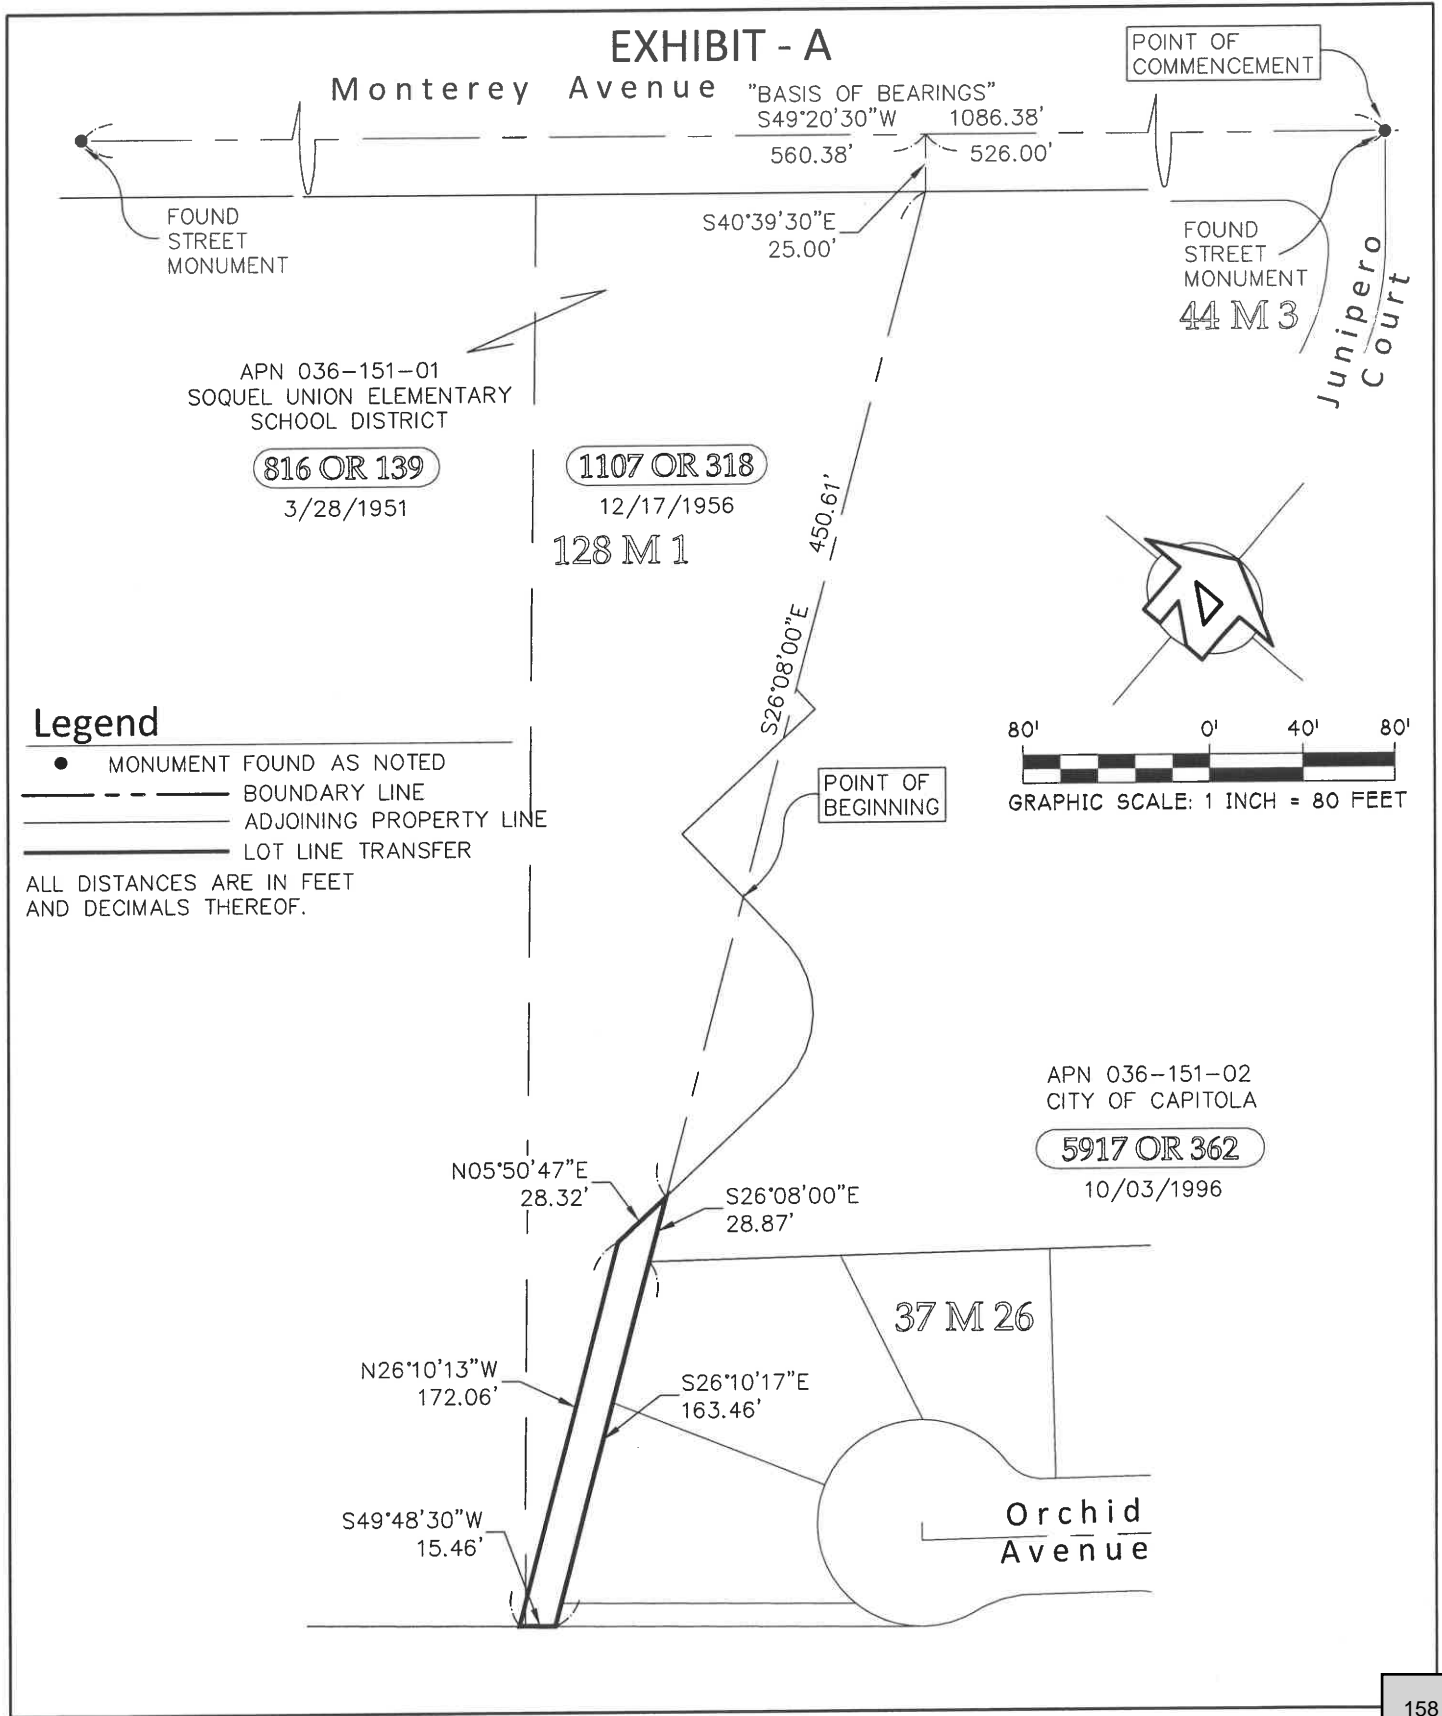 EXHIBIT - A
Monterey Avenue
"BASIS OF BEARINGS"
S49°20'30"W 1086.38'
560.38' 526.00'
POINT OF
COMMENCEMENT
FOUND
STREET
MONUMENT
S40°39'30"E
25.00'
FOUND
STREET
MONUMENT
44 M 3
Junipero
Court
APN 036-151-01
SOQUEL UNION ELEMENTARY
SCHOOL DISTRICT
816 OR 139
3/28/1951
1107 OR 318
12/17/1956
128 M 1
450.61'
S26°08'00"E
Legend
MONUMENT FOUND AS NOTED
BOUNDARY LINE
ADJOINING PROPERTY LINE
LOT LINE TRANSFER
ALL DISTANCES ARE IN FEET
AND DECIMALS THEREOF.
80' 0' 40' 80'
GRAPHIC SCALE: 1 INCH = 80 FEET
POINT OF
BEGINNING
APN 036-151-02
CITY OF CAPITOLA
5917 OR 362
10/03/1996
N05°50'47"E
28.32'
S26°08'00"E
28.87'
37 M 26
N26°10'13"W
172.06'
S26°10'17"E
163.46'
S49°48'30"W
15.46'
Orchid
Avenue
158